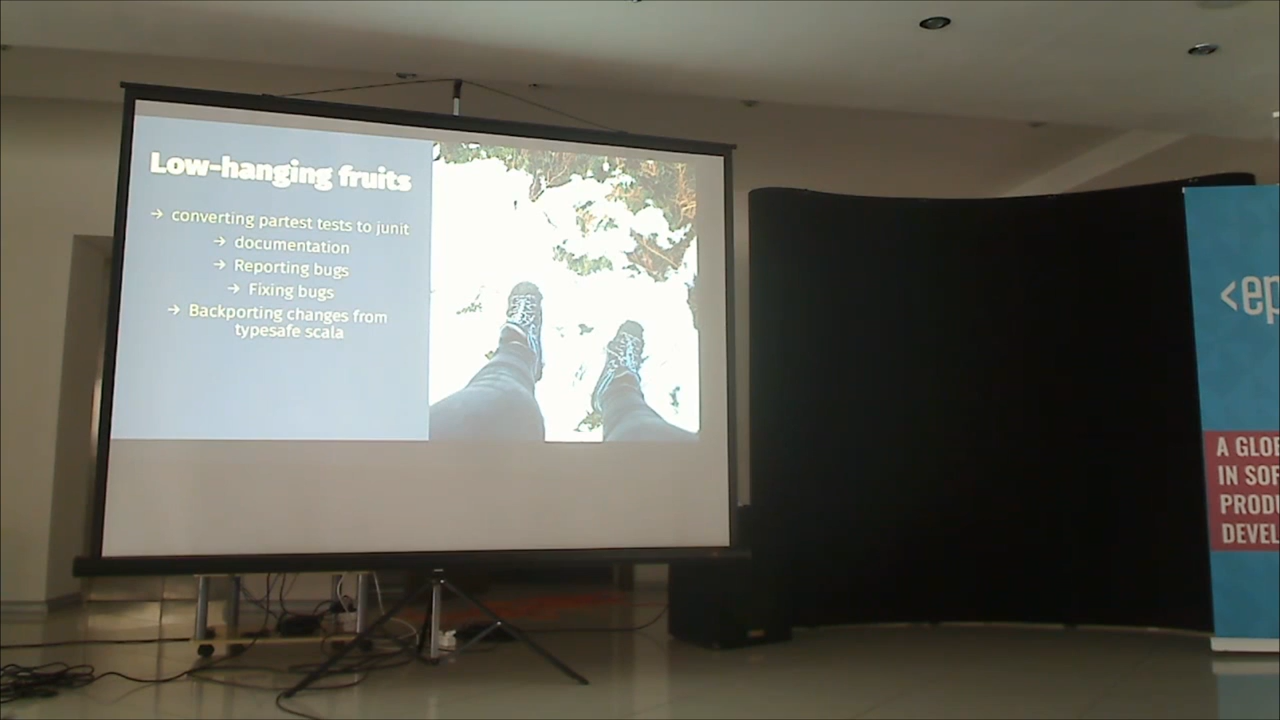 Low-hanging fruits
→ converting partest tests to junit
→ documentation
→ Reporting bugs
→ Fixing bugs
→ Backporting changes from
typesafe scala
<ep
A GLOB
IN SOF
PRODU
DEVEL